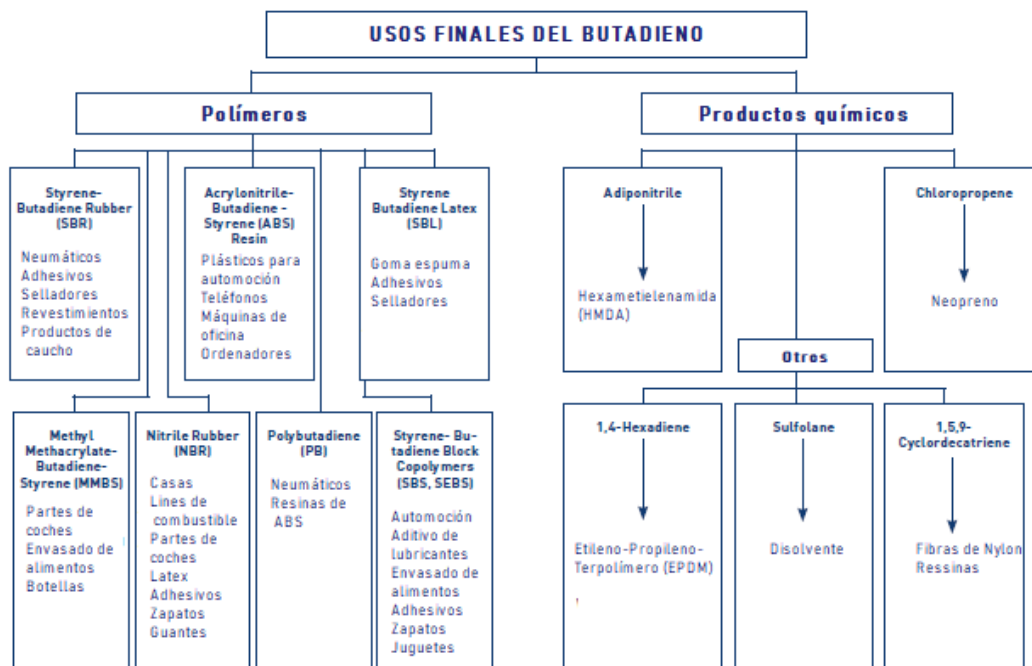 USOS FINALES DEL BUTADIENO
Polímeros
Productos químicos
Styrene-
Butadiene Rubber
(SBR)
Neumáticos
Adhesivos
Selladores
Revestimientos
Productos de
caucho
Acrylonitrile-
Butadiene -
Styrene (ABS)
Resin
Plásticos para
automoción
Teléfonos
Máquinas de
oficina
Ordenadores
Styrene
Butadiene Latex
(SBL)
Goma espuma
Adhesivos
Selladores
Adiponitrile
Hexametielenamida
(HMDA)
Chloropropene
Neopreno
Otros
Methyl
Methacrylate-
Butadiene-
Styrene (MMBS)
Partes de
coches
Envasado de
alimentos
Botellas
Nitrile Rubber
(NBR)
Casas
Lines de
combustible
Partes de
coches
Latex
Adhesivos
Zapatos
Guantes
Polybutadiene
(PB)
Neumáticos
Resinas de
ABS
Styrene- Bu-
tadiene Block
Copolymers
(SBS, SEBS)
Automoción
Aditivo de
lubricantes
Envasado de
alimentos
Adhesivos
Zapatos
Juguetes
1,4-Hexadiene
Etileno-Propileno-
Terpolímero (EPDM)
Sulfolane
Disolvente
1,5,9-
Cyclordecatriene
Fibras de Nylon
Ressinas